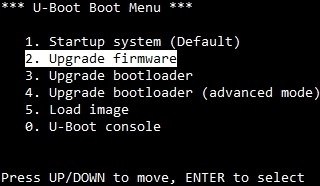 *** U-Boot Boot Menu ***
1. Startup system (Default)
2. Upgrade firmware
3. Upgrade bootloader
4. Upgrade bootloader (advanced mode)
5. Load image
0. U-Boot console
Press UP/DOWN to move, ENTER to select